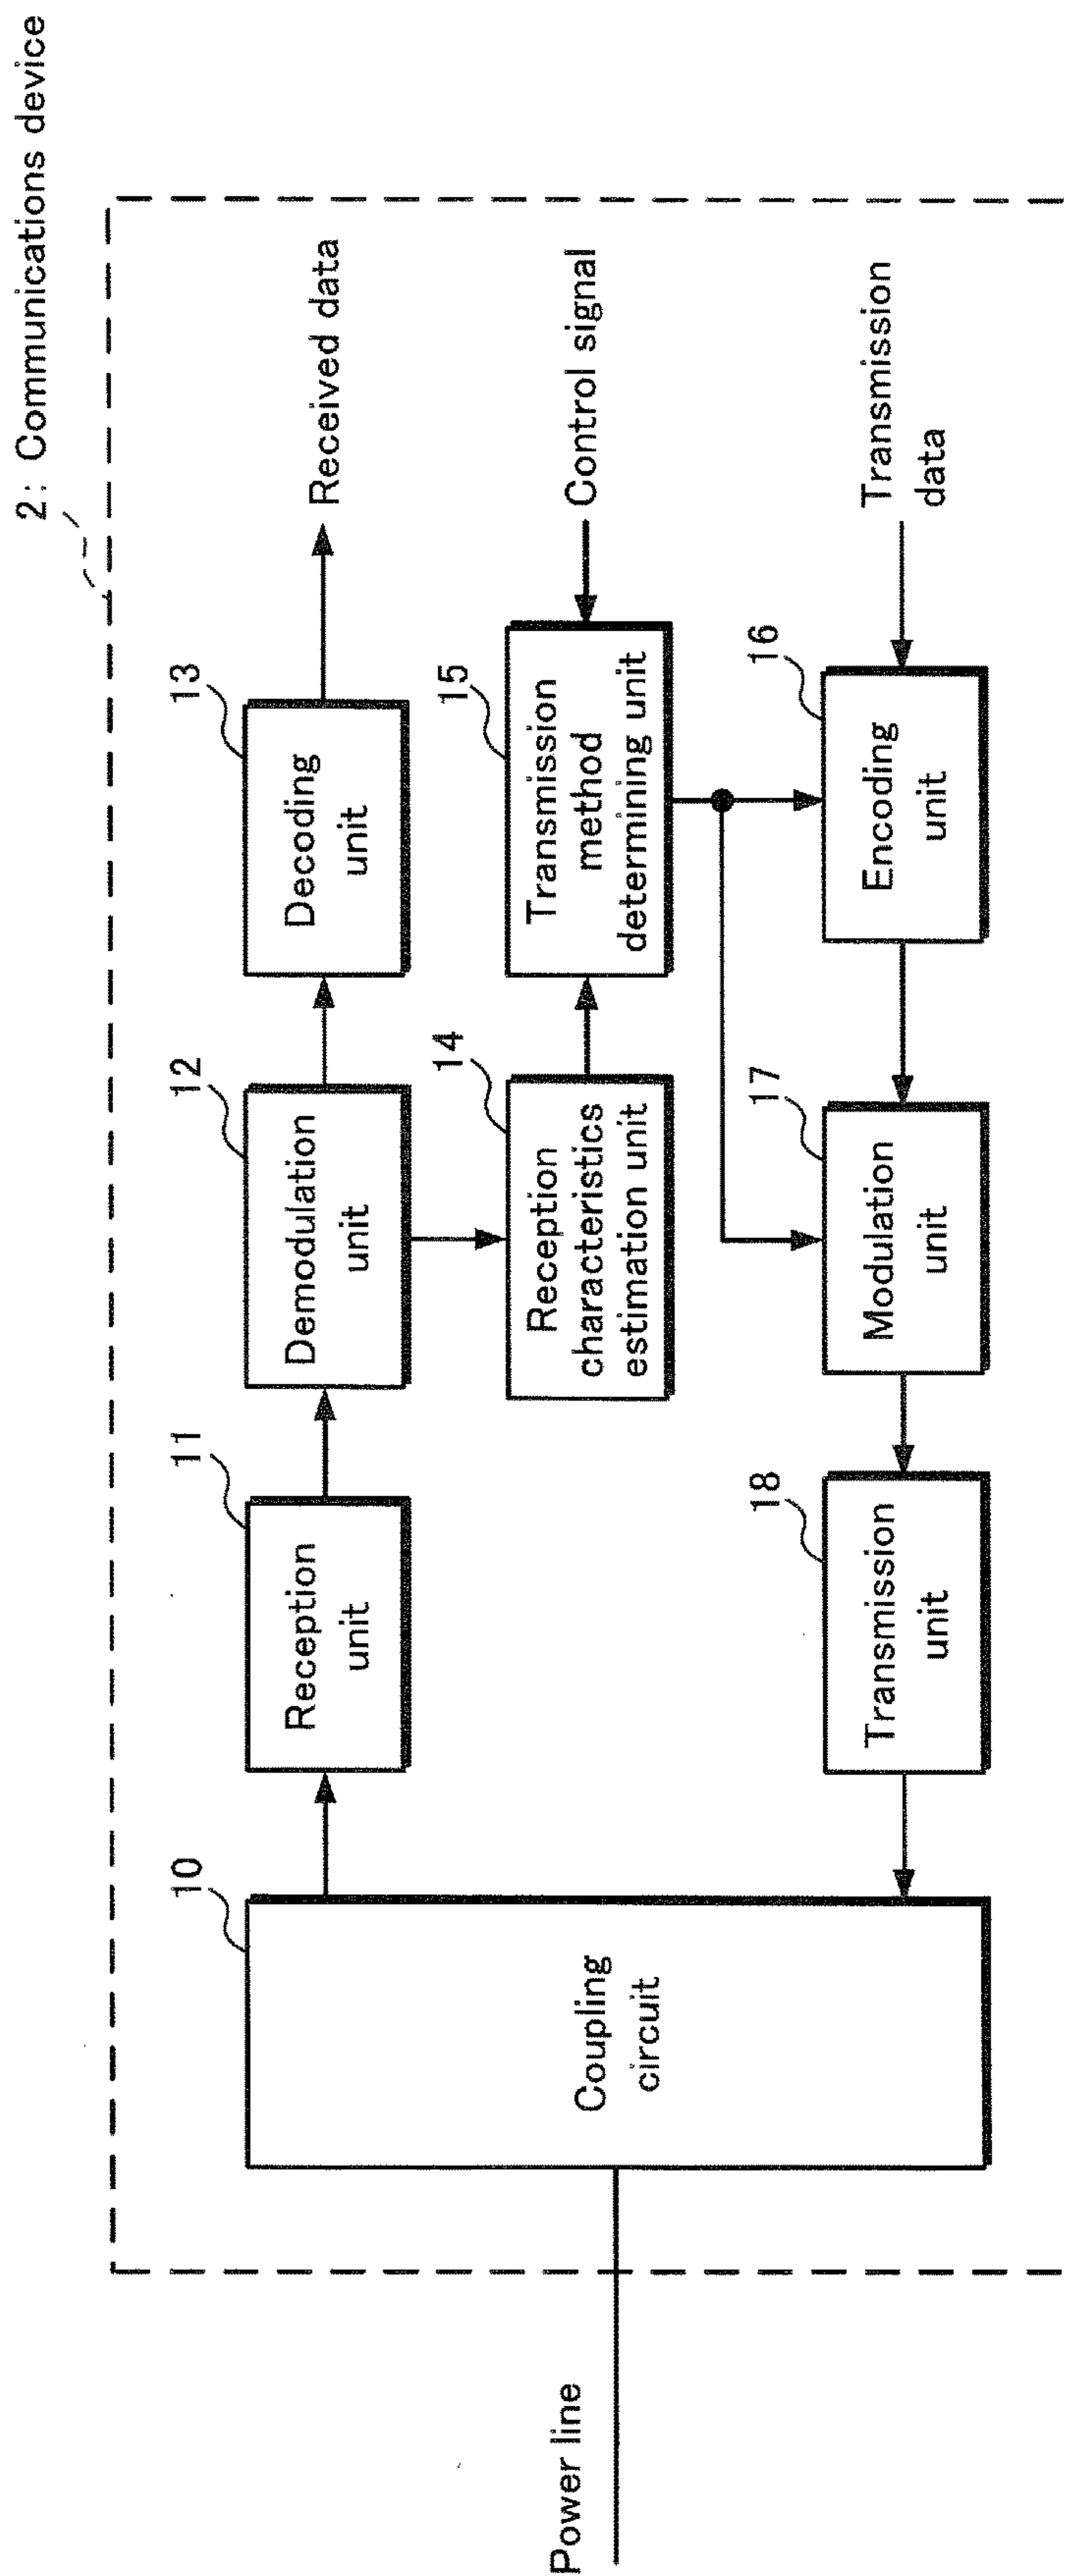 2: Communications device
10
Coupling
circuit
Power line
11
Reception
unit
12
Demodulation
unit
13
Decoding
unit
Received data
14
Reception
characteristics
estimation unit
15
Transmission
method
determining unit
Control signal
16
Encoding
unit
Transmission
data
17
Modulation
unit
18
Transmission
unit